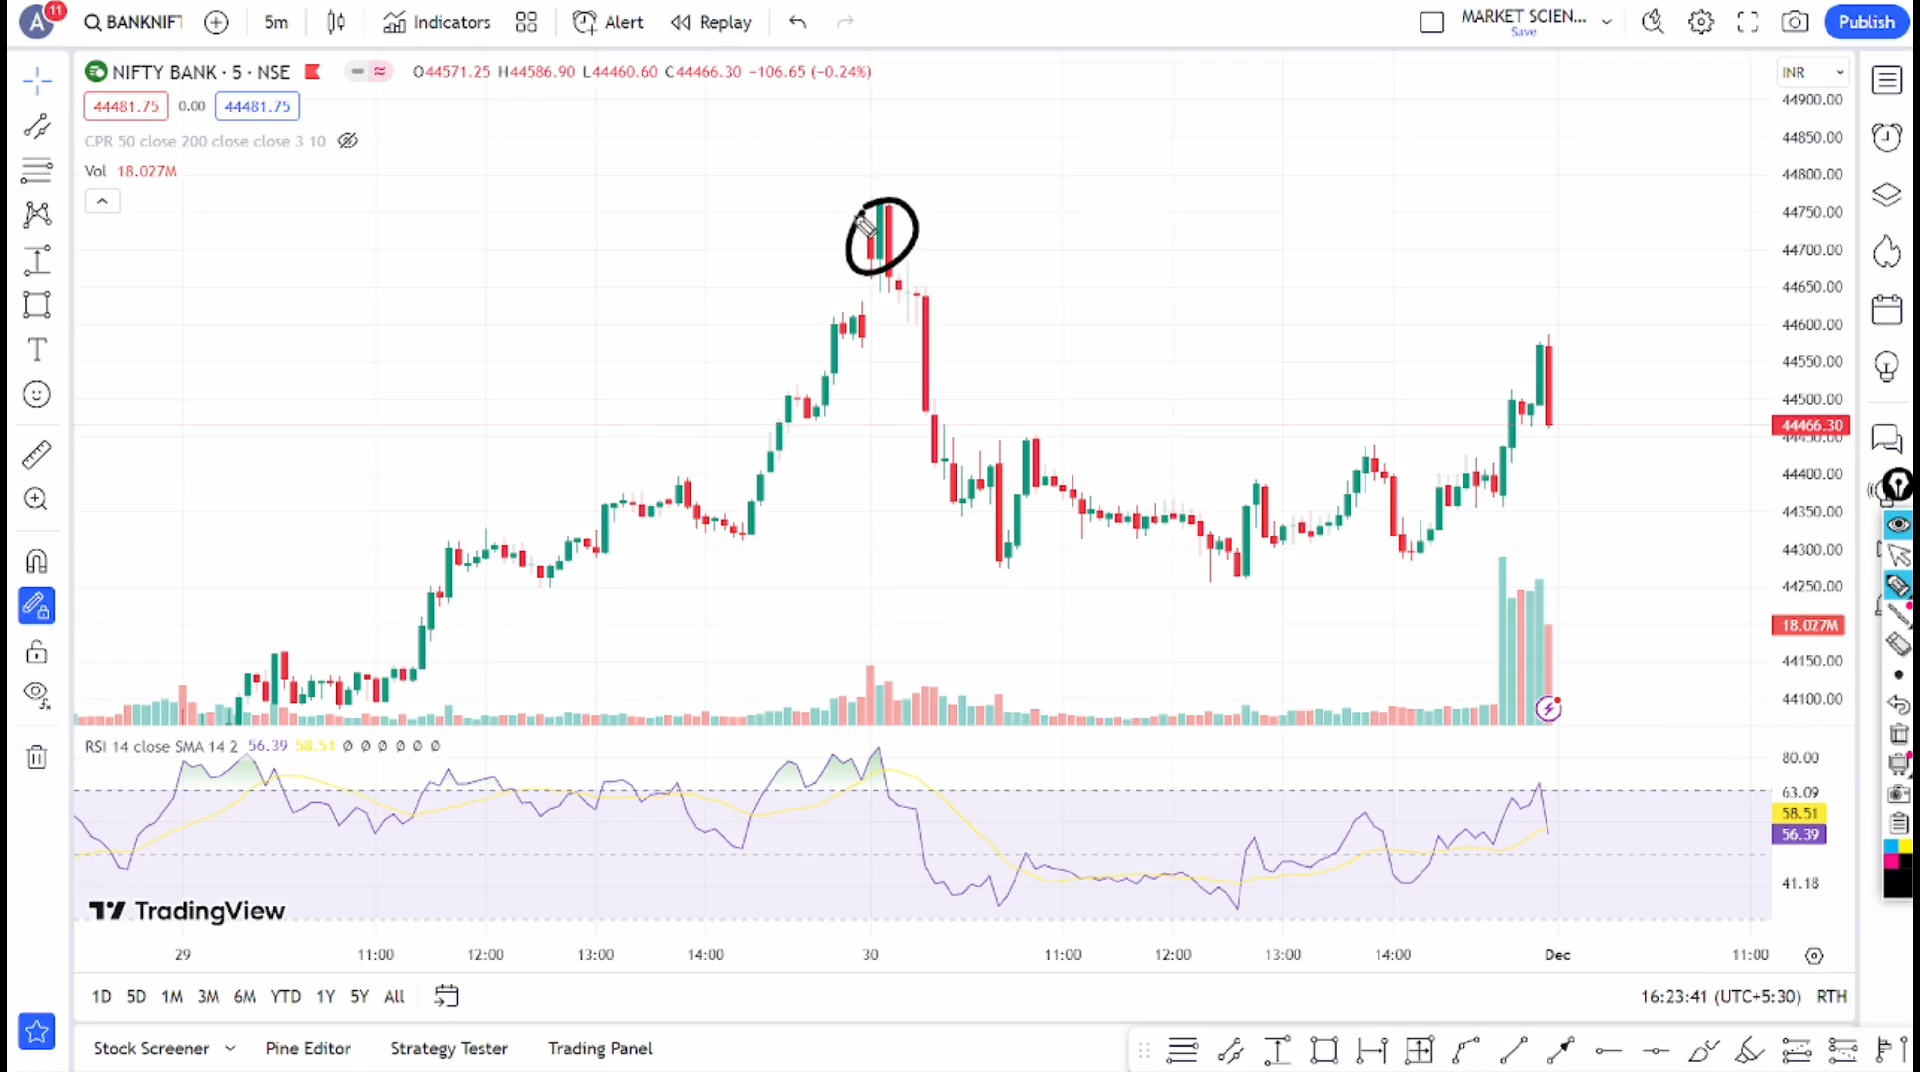 A 11 BANKNIFT 5m Indicators Alert Replay MARKET SCIEN... Save Publish
NIFTY BANK · 5 · NSE O44571.25 H44586.90 L44460.60 C44466.30 −106.65 (−0.24%) INR
44481.75 0.00 44481.75
CPR 50 close 200 close close 3 10
Vol 18.027M
44900.00
44850.00
44800.00
44750.00
44700.00
44650.00
44600.00
44550.00
44500.00
44466.30
44450.00
44400.00
44350.00
44300.00
44250.00
18.027M
44150.00
44100.00
RSI 14 close SMA 14 2 56.39 58.51 Ø Ø Ø Ø Ø Ø
80.00
63.09
58.51
56.39
41.18
TradingView
29 11:00 12:00 13:00 14:00 30 11:00 12:00 13:00 14:00 Dec 11:00
1D 5D 1M 3M 6M YTD 1Y 5Y All 16:23:41 (UTC+5:30) RTH
Stock Screener Pine Editor Strategy Tester Trading Panel